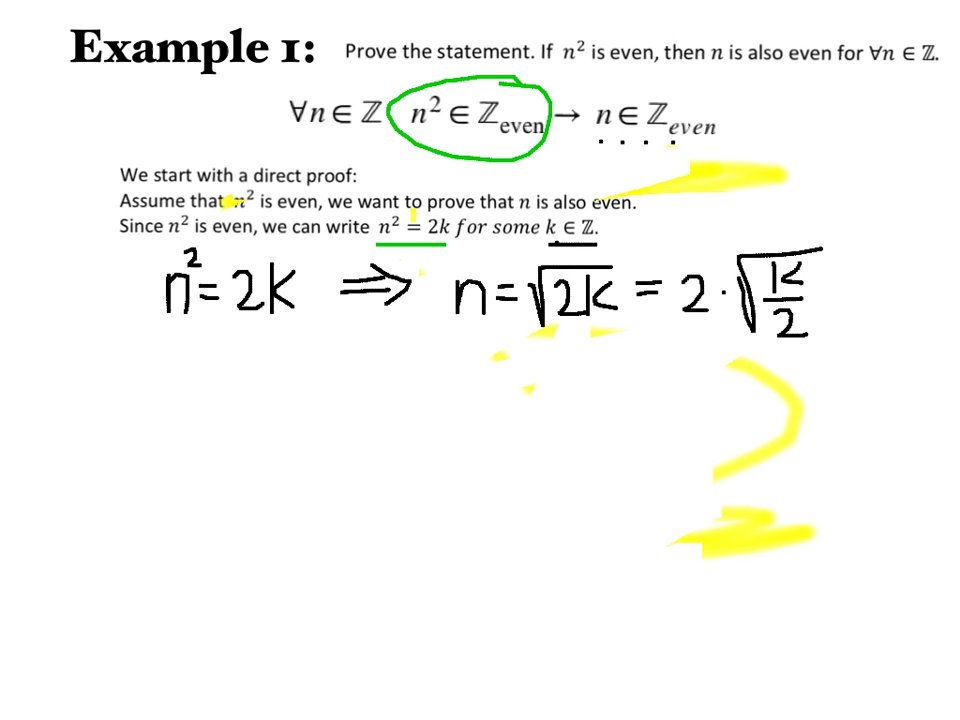 Example 1: Prove the statement. If n² is even, then n is also even for ∀n ∈ ℤ.
∀n ∈ ℤ n² ∈ ℤeven → n ∈ ℤeven
We start with a direct proof:
Assume that n² is even, we want to prove that n is also even.
Since n² is even, we can write n² = 2k for some k ∈ ℤ.
n² = 2k ⇒ n = √2k = 2 · √k/2